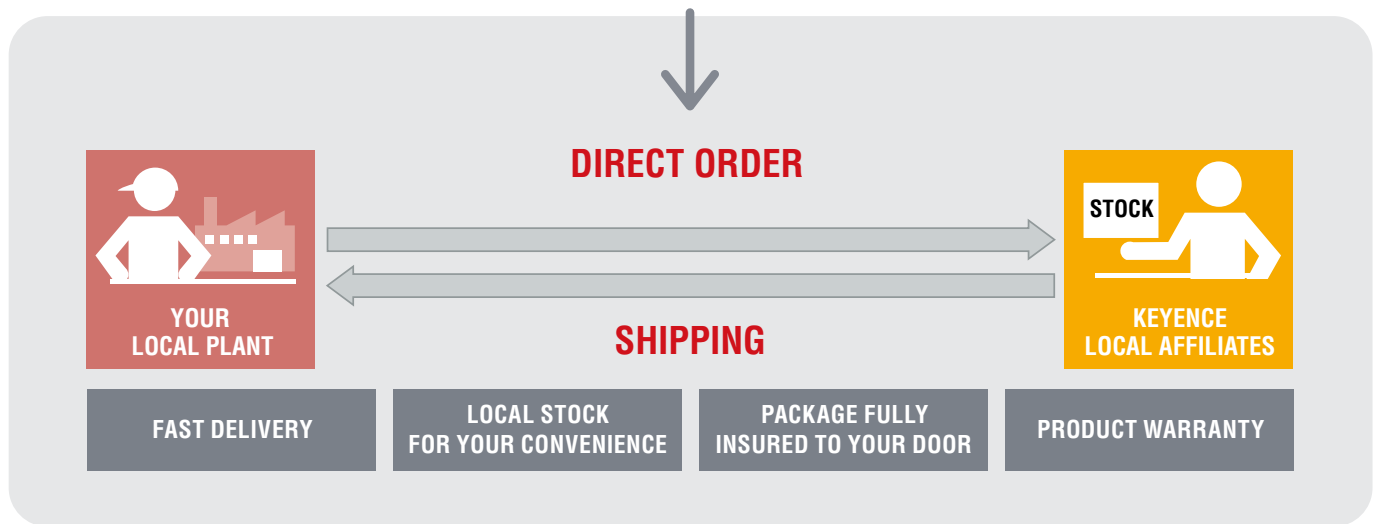 DIRECT ORDER
STOCK
YOUR
LOCAL PLANT
SHIPPING
KEYENCE
LOCAL AFFILIATES
FAST DELIVERY
LOCAL STOCK
FOR YOUR CONVENIENCE
PACKAGE FULLY
INSURED TO YOUR DOOR
PRODUCT WARRANTY